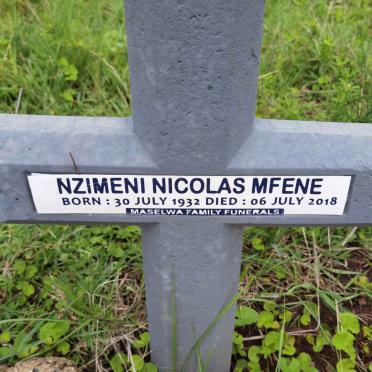 NZIMENI NICOLAS MFENE
BORN : 30 JULY 1932 DIED : 06 JULY 2018
MASELWA FAMILY FUNERALS